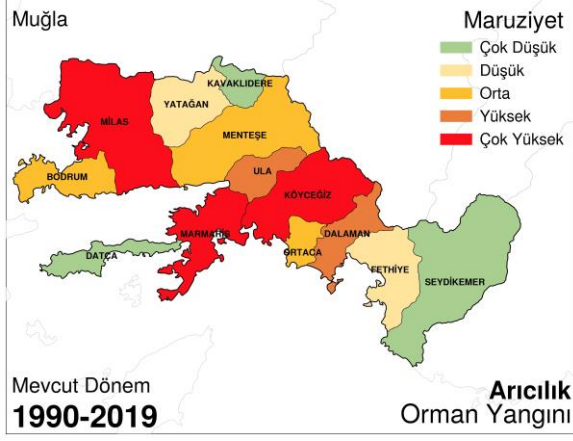 Muğla
Maruziyet
Çok Düşük
Düşük
Orta
Yüksek
Çok Yüksek
KAVAKLIDERE
YATAĞAN
MİLAS
MENTEŞE
ULA
BODRUM
KÖYCEĞİZ
MARMARİS
DALAMAN
DATÇA
ORTACA
FETHİYE
SEYDİKEMER
Mevcut Dönem
1990-2019
Arıcılık
Orman Yangını